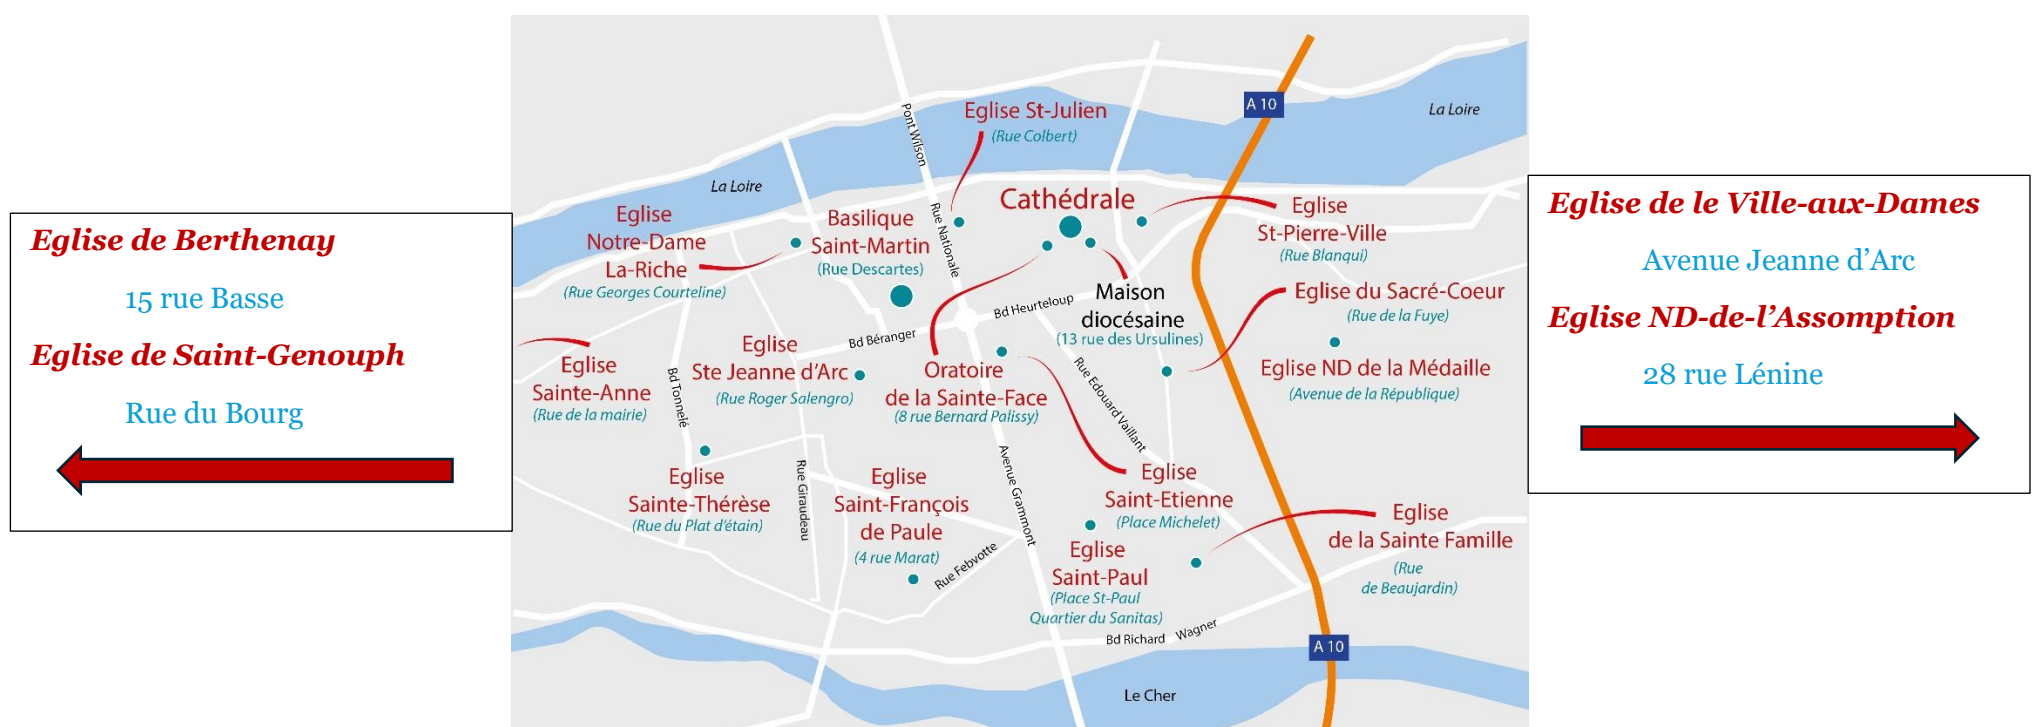 Eglise de Berthenay
15 rue Basse
Eglise de Saint-Genouph
Rue du Bourg
Pont Wilson
Eglise St-Julien
(Rue Colbert)
A 10
La Loire
La Loire
Eglise
Notre-Dame
La-Riche
(Rue Georges Courteline)
Basilique
Saint-Martin
(Rue Descartes)
Rue Nationale
Cathédrale
Eglise
St-Pierre-Ville
(Rue Blanqui)
Maison
diocésaine
(13 rue des Ursulines)
Eglise du Sacré-Coeur
(Rue de la Fuye)
Bd Heurteloup
Bd Béranger
Eglise
Sainte-Anne
(Rue de la mairie)
Bd Tonnelé
Eglise
Ste Jeanne d'Arc
(Rue Roger Salengro)
Oratoire
de la Sainte-Face
(8 rue Bernard Palissy)
Rue Edouard Vaillant
Eglise ND de la Médaille
(Avenue de la République)
Eglise
Sainte-Thérèse
(Rue du Plat d'étain)
Rue Giraudeau
Eglise
Saint-François
de Paule
(4 rue Marat)
Rue Febvotte
Avenue Grammont
Eglise
Saint-Etienne
(Place Michelet)
Eglise
Saint-Paul
(Place St-Paul
Quartier du Sanitas)
Eglise
de la Sainte Famille
(Rue
de Beaujardin)
Bd Richard Wagner
A 10
Le Cher
Eglise de le Ville-aux-Dames
Avenue Jeanne d’Arc
Eglise ND-de-l’Assomption
28 rue Lénine